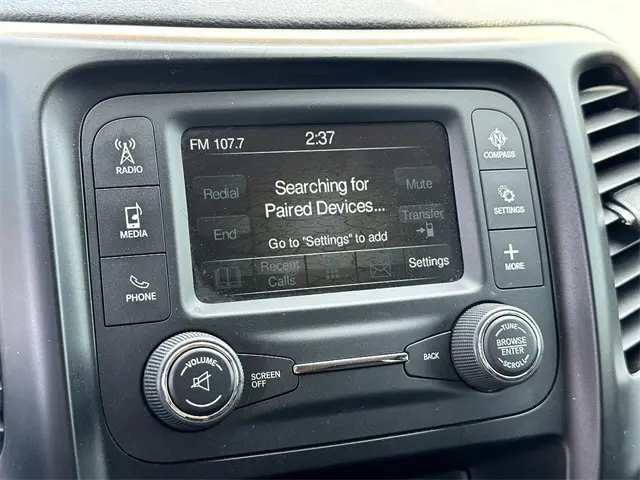 FM 107.7
2:37
Redial
Searching for
Paired Devices...
Mute
End
Transfer
Go to "Settings" to add
Recent
Calls
Settings
RADIO
MEDIA
PHONE
N
COMPASS
SETTINGS
MORE
VOLUME
SCREEN
OFF
BACK
TUNE
BROWSE
ENTER
SCROLL